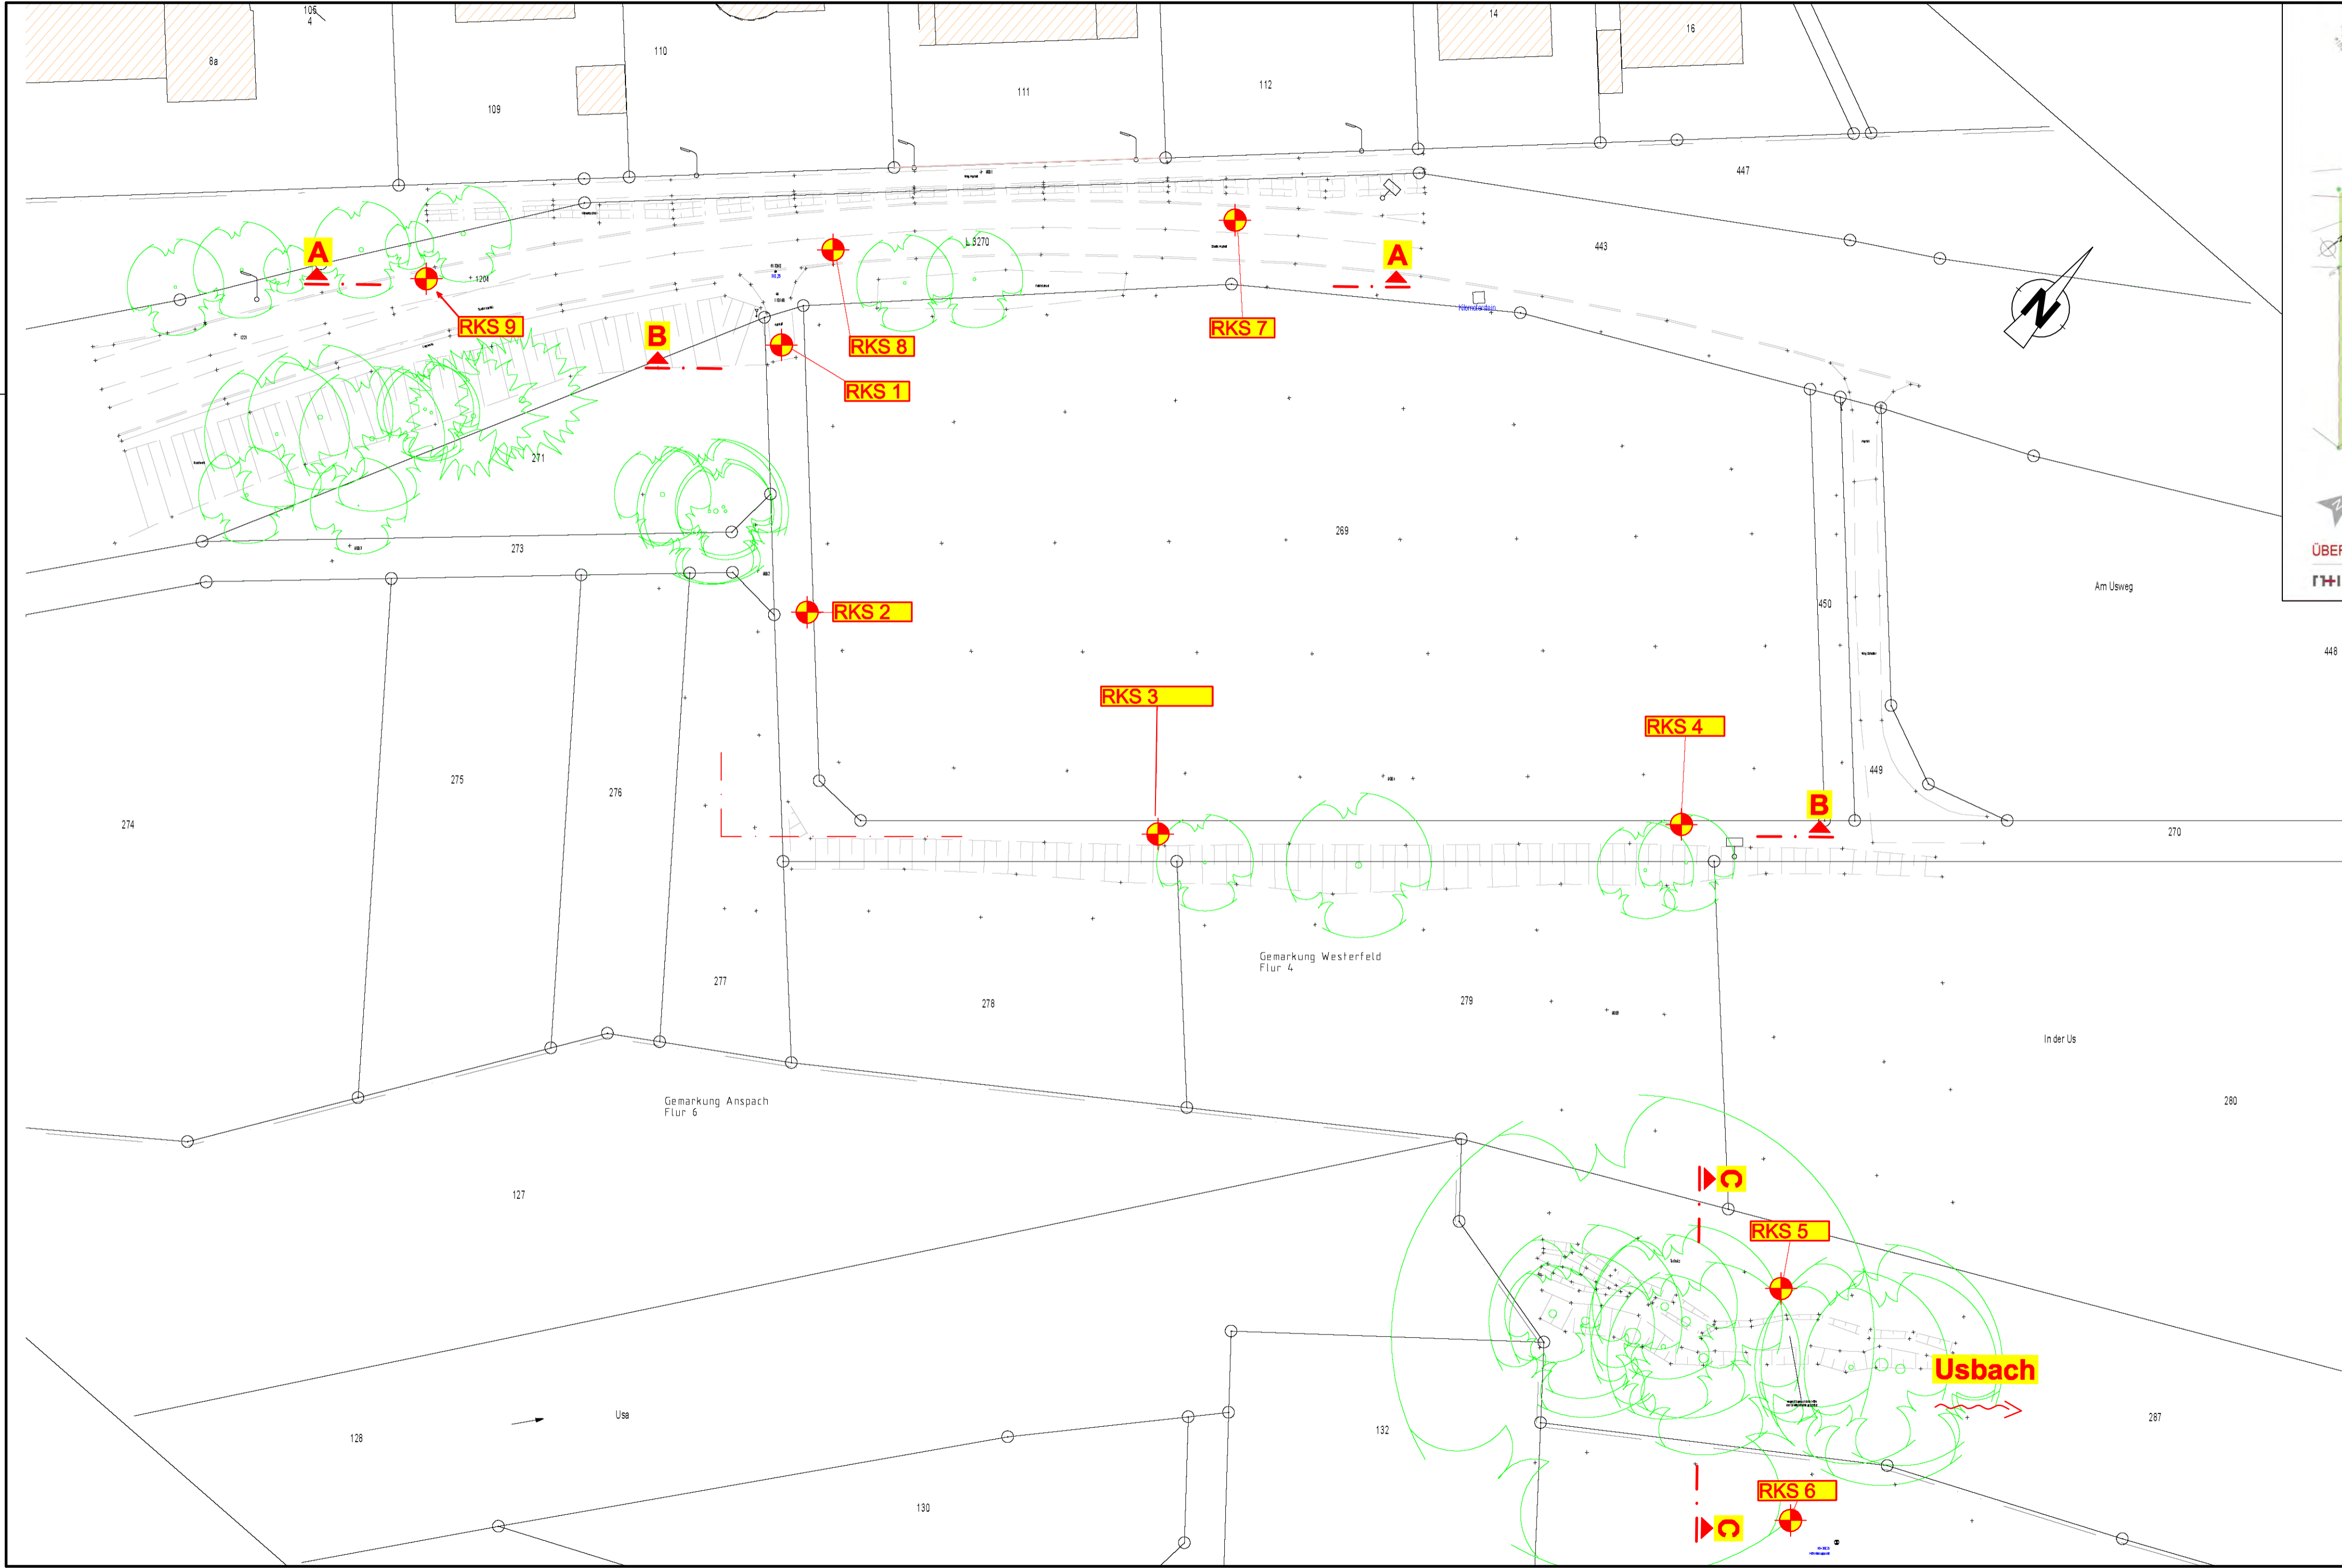 106
4
8a
109
110
111
112
14
16
447
443
L 3270
A
A
1204
RKS 9
RKS 8
RKS 7
B
RKS 1
Kilometerstein
N
271
273
269
450
Am Usweg
448
ÜBER
RKS 2
RKS 3
RKS 4
275
276
274
449
B
270
277
278
279
Gemarkung Westerfeld
Flur 4
In der Us
280
Gemarkung Anspach
Flur 6
127
C
RKS 5
Usbach
Usa
128
132
287
130
RKS 6
C